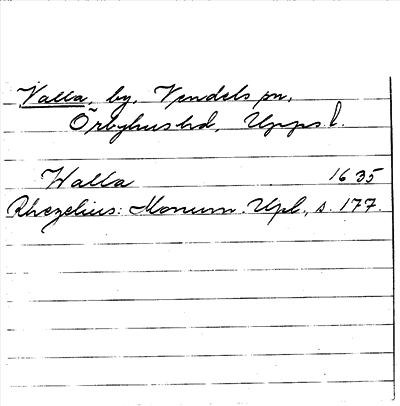 Valla, by, Vendels sn,
Örbyhus hd, Upps. l.
Walla 1635
Rhezelius: Monum. Upl., s. 177.